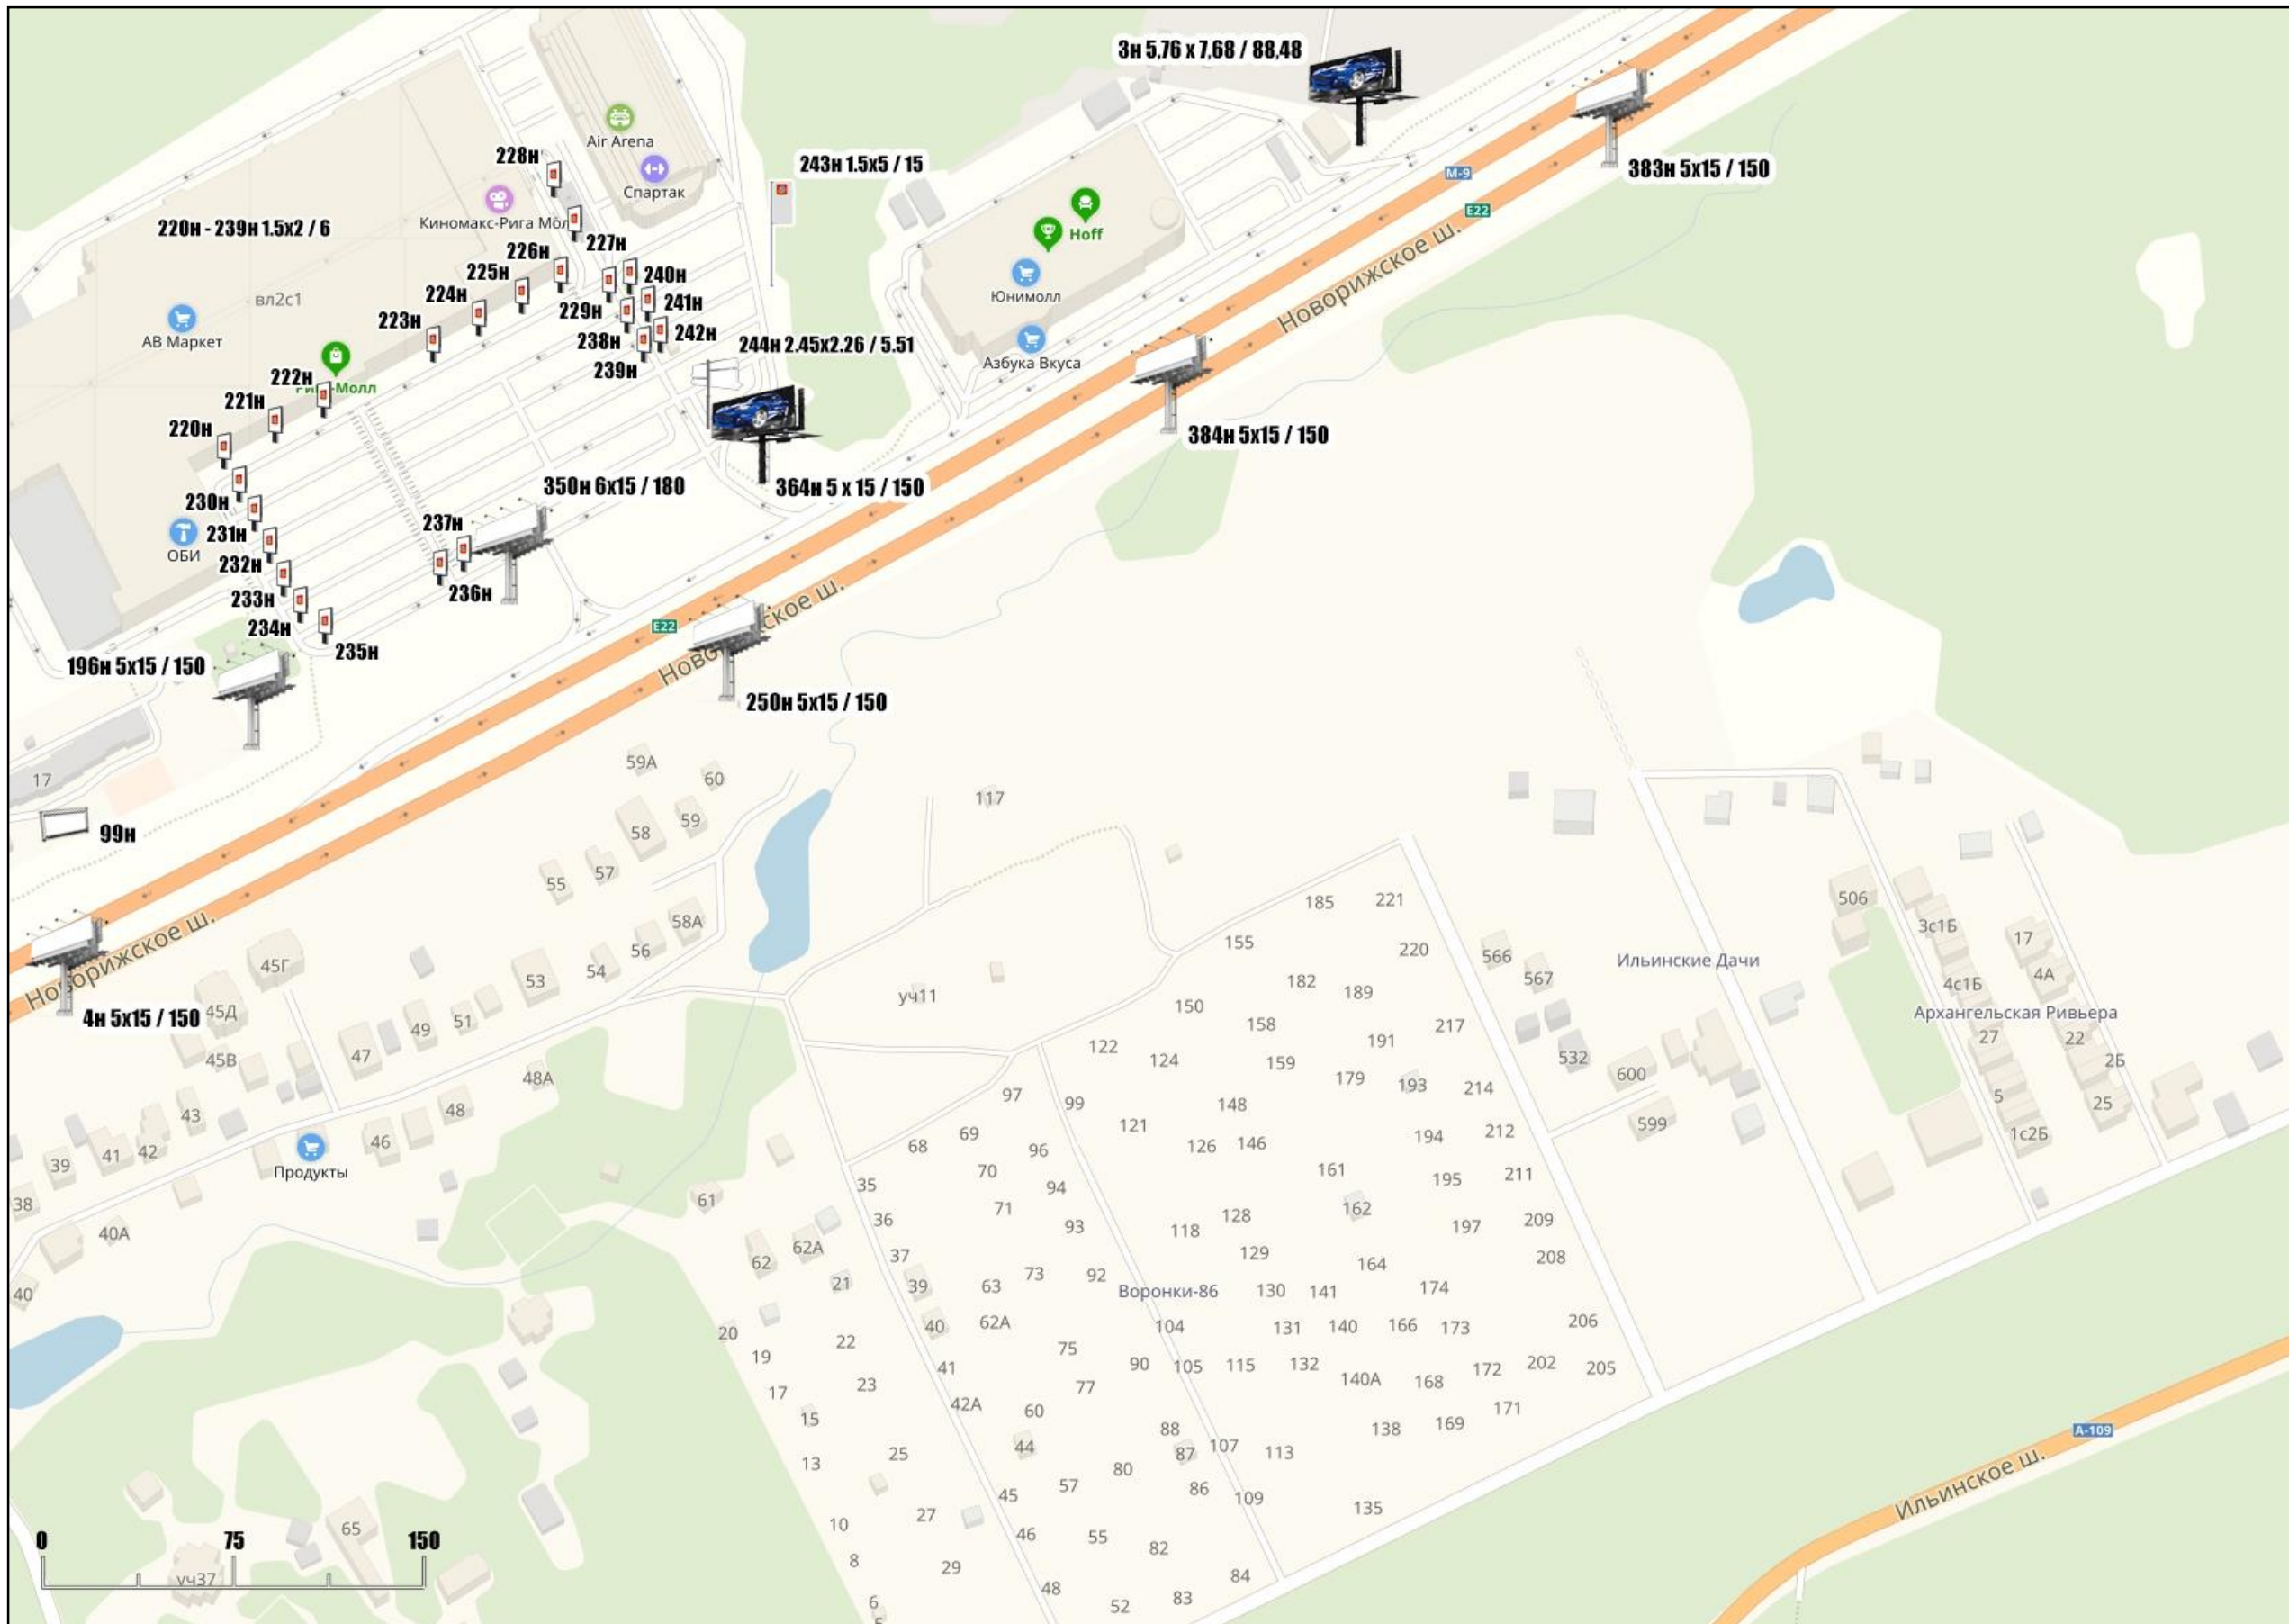 3н 5,76 x 7,68 / 88,48
383н 5x15 / 150
M-9
E22
Новорижское ш.
Air Arena
Спартак
228н
243н 1.5x5 / 15
Киномакс-Рига Мол
220н - 239н 1.5x2 / 6
227н
226н
225н
224н
223н
240н
241н
242н
229н
238н
239н
244н 2.45x2.26 / 5.51
Hoff
Юнимолл
Азбука Вкуса
вл2с1
АВ Маркет
222н
-Молл
221н
220н
384н 5x15 / 150
364н 5 x 15 / 150
350н 6x15 / 180
237н
236н
230н
231н
ОБИ
232н
233н
234н
235н
E22
196н 5x15 / 150
250н 5x15 / 150
17
99н
Новорижское ш.
4н 5x15 / 150
59А
60
58
59
57
55
58А
56
54
53
117
45Г
45Д
45В
51
49
47
48А
48
46
43
42
41
39
38
Продукты
40А
40
уч11
185
221
155
220
182
189
150
158
217
191
122
124
159
179
193
214
97
99
148
121
194
212
69
68
96
126
146
70
161
195
211
35
94
71
162
36
93
118
128
197
209
37
129
208
164
61
62
62А
21
39
63
73
92
Воронки-86
130
141
174
40
62А
104
131
140
166
173
206
20
22
19
75
41
90
105
115
132
140А
168
172
202
205
17
23
77
42А
60
171
15
88
138
169
44
87
107
113
25
13
80
57
86
45
109
135
27
10
46
55
82
8
29
84
48
83
6
52
5
566
567
Ильинские Дачи
532
600
599
506
3с1Б
17
4А
4с1Б
Архангельская Ривьера
27
22
2Б
5
25
1с2Б
A-109
Ильинское ш.
65
уч37
0
75
150